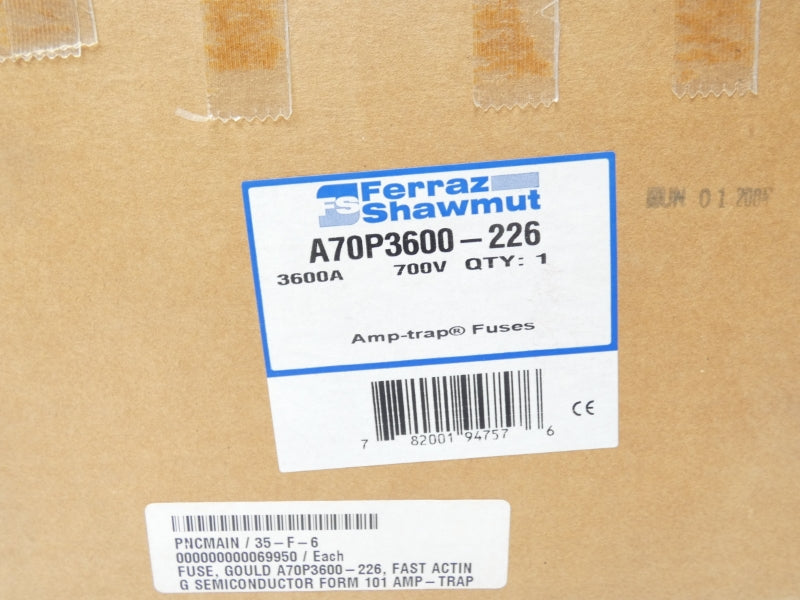 FS Ferraz
Shawmut
A70P3600-226
3600A 700V QTY: 1
Amp-trap® Fuses
7 82001 94757 6
CE
PNCMAIN / 35-F-6
000000000069950 / Each
FUSE, GOULD A70P3600-226, FAST ACTIN
G SEMICONDUCTOR FORM 101 AMP-TRAP